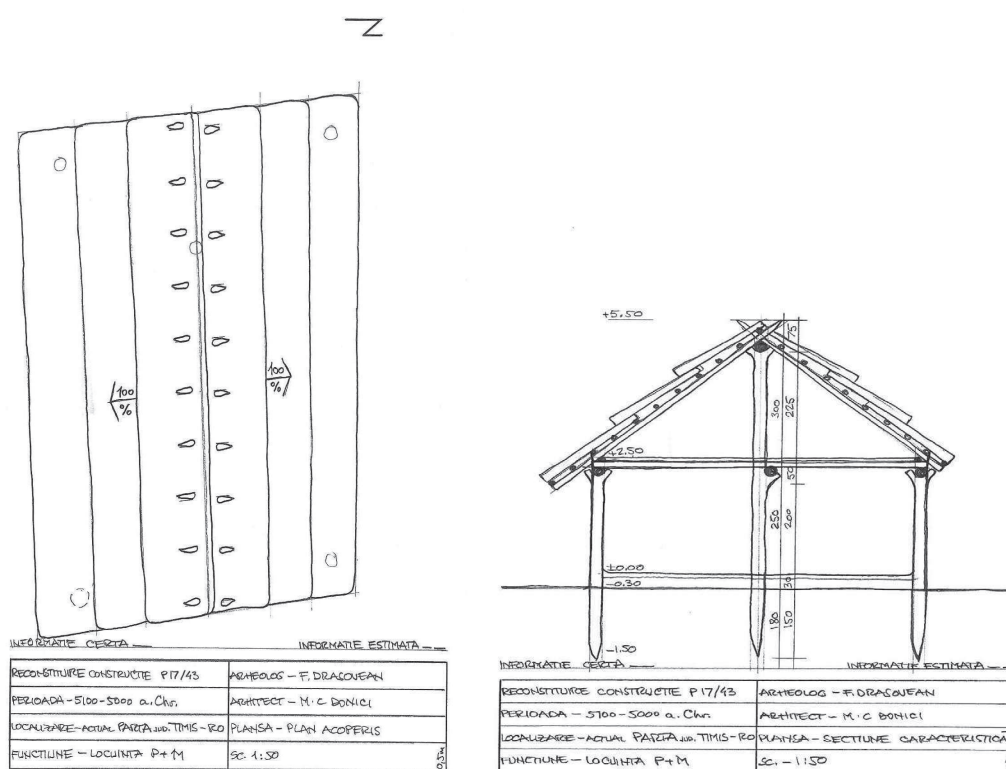 N
100
%
100
%
INFORMATIE CERTA
INFORMATIE ESTIMATA
RECONSTITUIRE CONSTRUCTIE P17/43
ARHEOLOG - F. DRASOVEAN
PERIOADA - 5100-5000 a. Chr.
ARHITECT - M. C BONICI
LOCALIZARE - ACTUAL PARTA JUD. TIMIS - RO
PLANSA - PLAN ACOPERIS
FUNCTIUNE - LOCUINTA P+M
SC. 1:50
0,5m
+5.50
75
300
225
+2.50
50
250
200
±0.00
-0.30
30
180
150
-1.50
INFORMATIE CERTA
INFORMATIE ESTIMATA
RECONSTITUIRE CONSTRUCTIE P17/43
ARHEOLOG - F. DRASOVEAN
PERIOADA - 5100-5000 a. Chr.
ARHITECT - M. C BONICI
LOCALIZARE - ACTUAL PARTA JUD. TIMIS - RO
PLANSA - SECTIUNE CARACTERISTICĂ
FUNCTIUNE - LOCUINTA P+M
SC. - 1:50